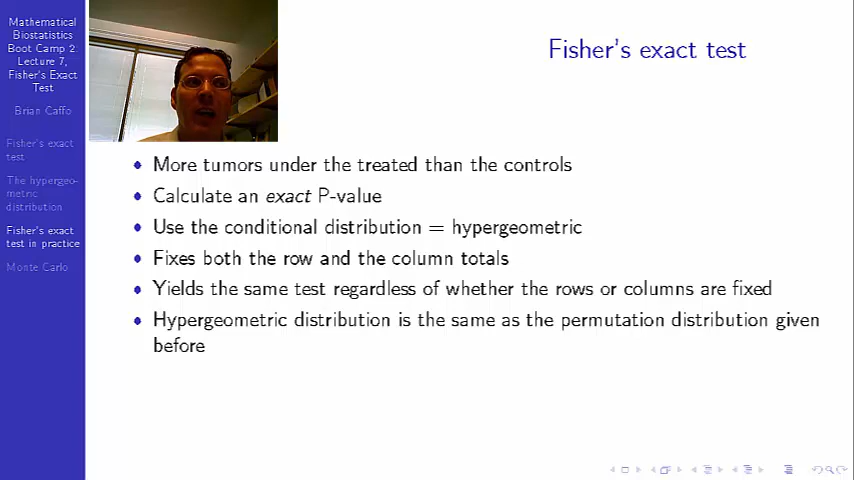 Mathematical
Biostatistics
Boot Camp 2:
Lecture 7,
Fisher's Exact
Test
Brian Caffo
Fisher's exact
test
The hypergeo-
metric
distribution
Fisher's exact
test in practice
Monte Carlo
Fisher's exact test
More tumors under the treated than the controls
Calculate an exact P-value
Use the conditional distribution = hypergeometric
Fixes both the row and the column totals
Yields the same test regardless of whether the rows or columns are fixed
Hypergeometric distribution is the same as the permutation distribution given
before